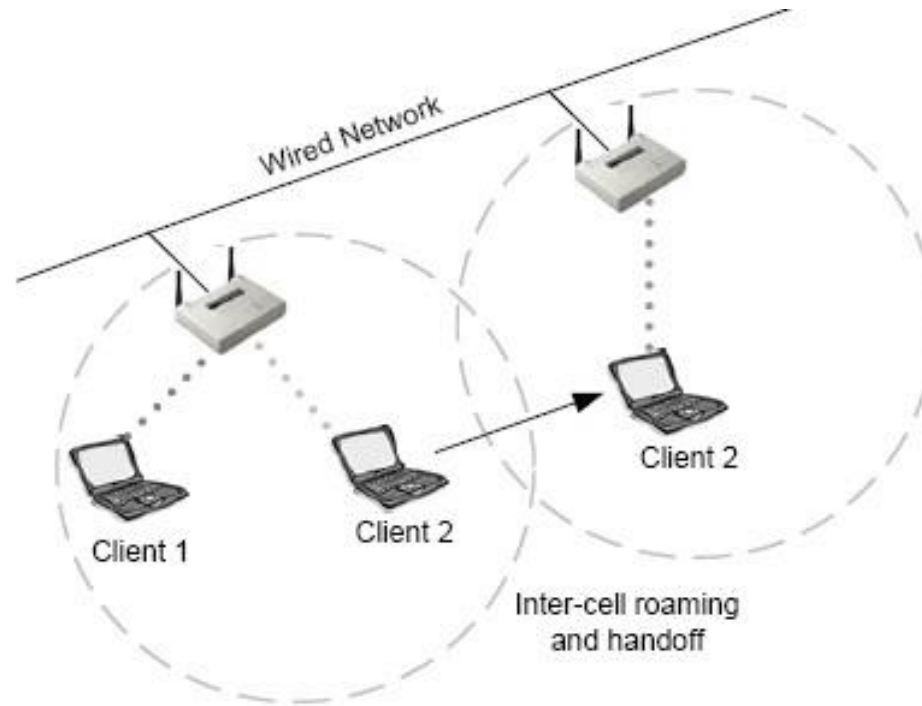 Wired Network
Client 1
Client 2
Client 2
Inter-cell roaming
and handoff